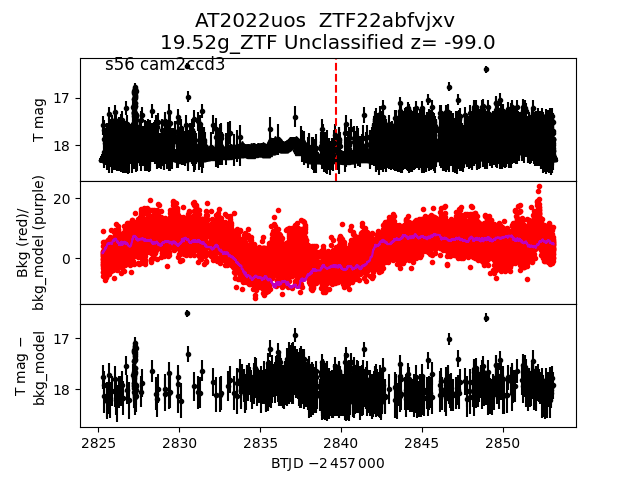 AT2022uos  ZTF22abfvjxv
19.52g_ZTF Unclassified z= -99.0
s56 cam2ccd3
T mag
17
18
Bkg (red)/
bkg_model (purple)
20
0
T mag −
bkg_model
17
18
2825 2830 2835 2840 2845 2850
BTJD −2 457 000